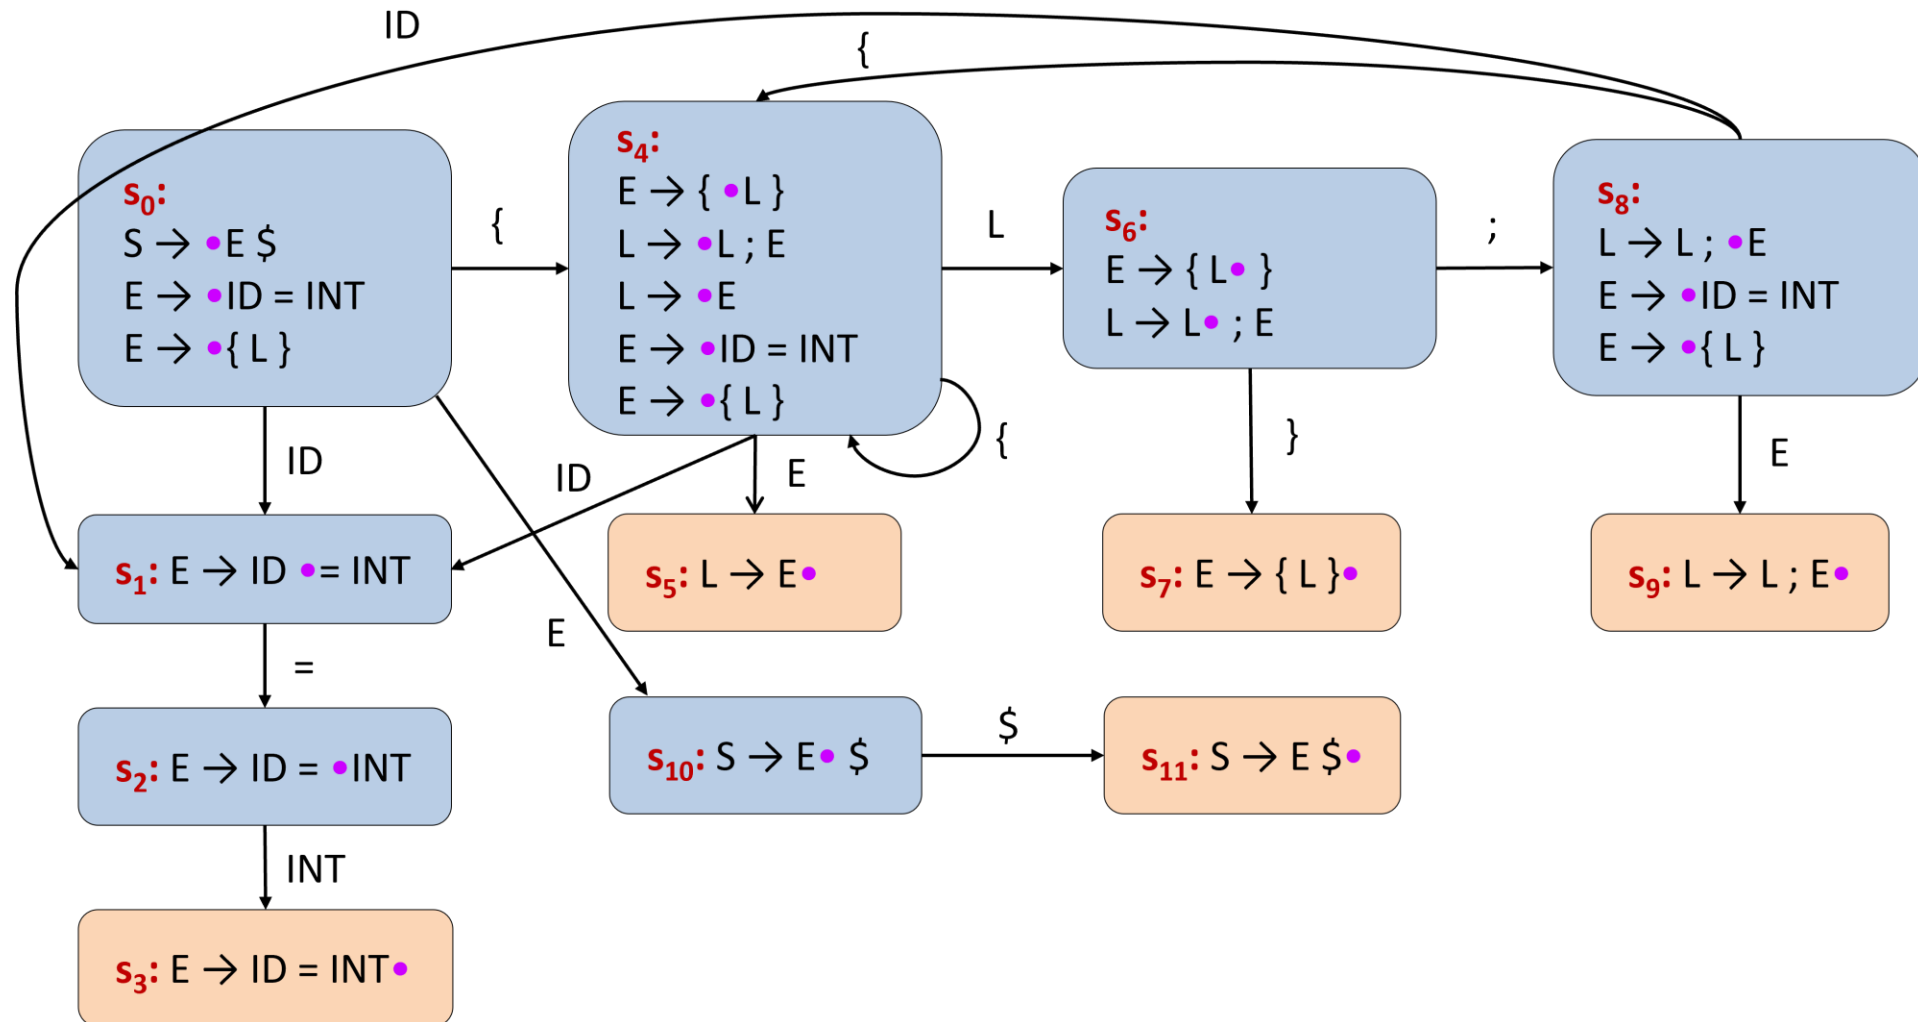 ID
{
s₀:
S → •E $
E → •ID = INT
E → •{ L }
{
s₄:
E → { •L }
L → •L ; E
L → •E
E → •ID = INT
E → •{ L }
L
s₆:
E → { L• }
L → L• ; E
;
s₈:
L → L ; •E
E → •ID = INT
E → •{ L }
ID
ID
E
{
}
E
s₁: E → ID •= INT
s₅: L → E•
s₇: E → { L }•
s₉: L → L ; E•
E
=
s₂: E → ID = •INT
s₁₀: S → E• $
$
s₁₁: S → E $•
INT
s₃: E → ID = INT•